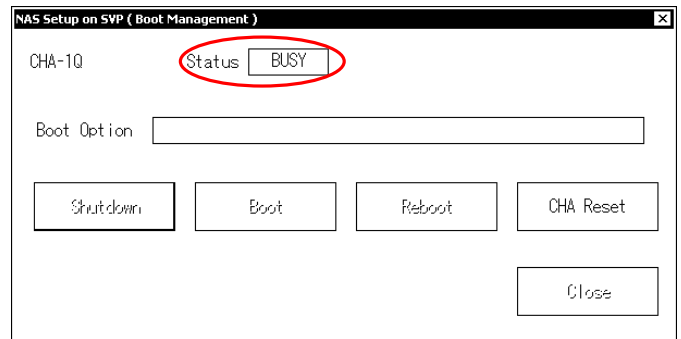 NAS Setup on SVP ( Boot Management )
CHA-1Q Status BUSY
Boot Option
Shutdown Boot Reboot CHA Reset
Close